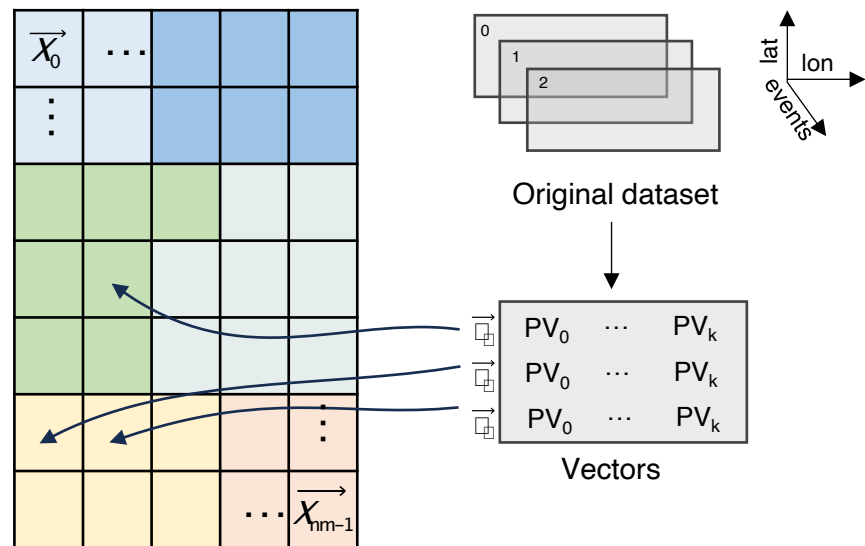 X₀ ⋯
⋮
⋮
⋯ Xₙₘ₋₁
0
1
2
lat
lon
events
Original dataset
PV₀ ⋯ PVₖ
PV₀ ⋯ PVₖ
PV₀ ⋯ PVₖ
Vectors